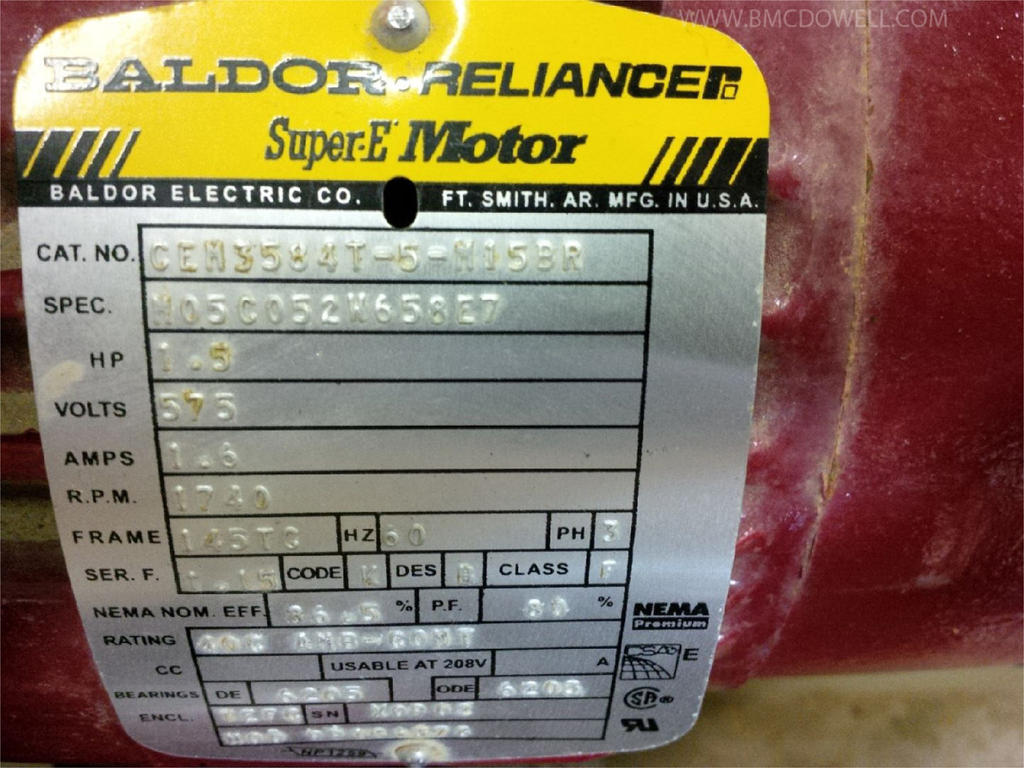 WWW.BMCDOWELL.COM
BALDOR • RELIANCE
Super-E Motor
BALDOR ELECTRIC CO. FT. SMITH. AR. MFG. IN U.S.A.
CAT. NO. CEM3584T-5-M15BR
SPEC. M05C052W658E7
HP 1.5
VOLTS 575
AMPS 1.6
R.P.M. 1740
FRAME 145TC HZ 60 PH 3
SER. F. 1.15 CODE K DES B CLASS F
NEMA NOM. EFF. 86.5 % P.F. %
NEMA
Premium
RATING 40C AMB-CONT
CC USABLE AT 208V A
E
BEARINGS DE 6205 ODE 6203
ENCL. SN
SA